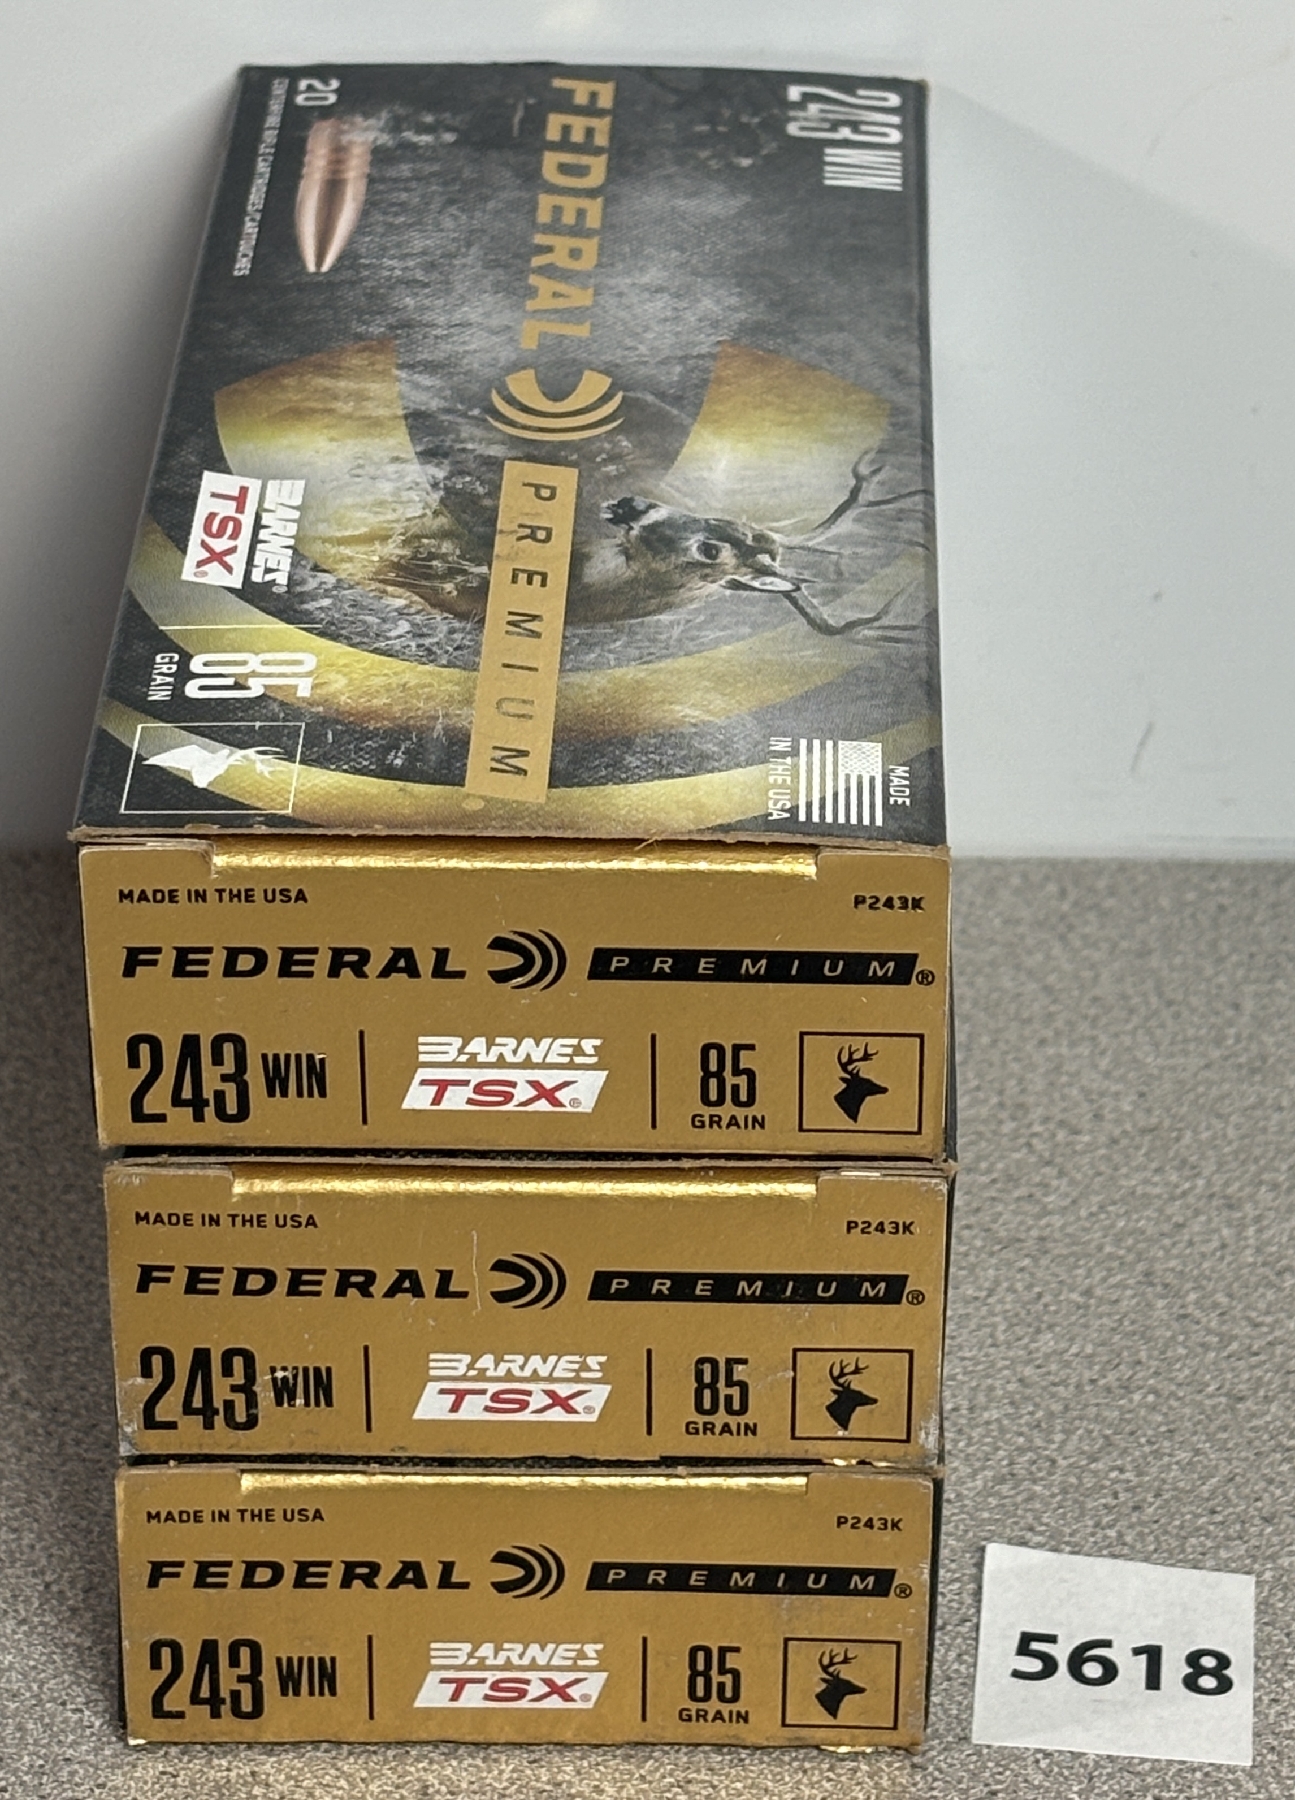 243 WIN
FEDERAL PREMIUM
20
CENTERFIRE RIFLE CARTRIDGES/CARTOUCHES
BARNES®
TSX®
85
GRAIN
MADE
IN THE USA
MADE IN THE USA P243K
FEDERAL PREMIUM®
243 WIN BARNES TSX® 85 GRAIN
MADE IN THE USA P243K
FEDERAL PREMIUM®
243 WIN BARNES TSX® 85 GRAIN
MADE IN THE USA P243K
FEDERAL PREMIUM®
243 WIN BARNES TSX® 85 GRAIN
5618